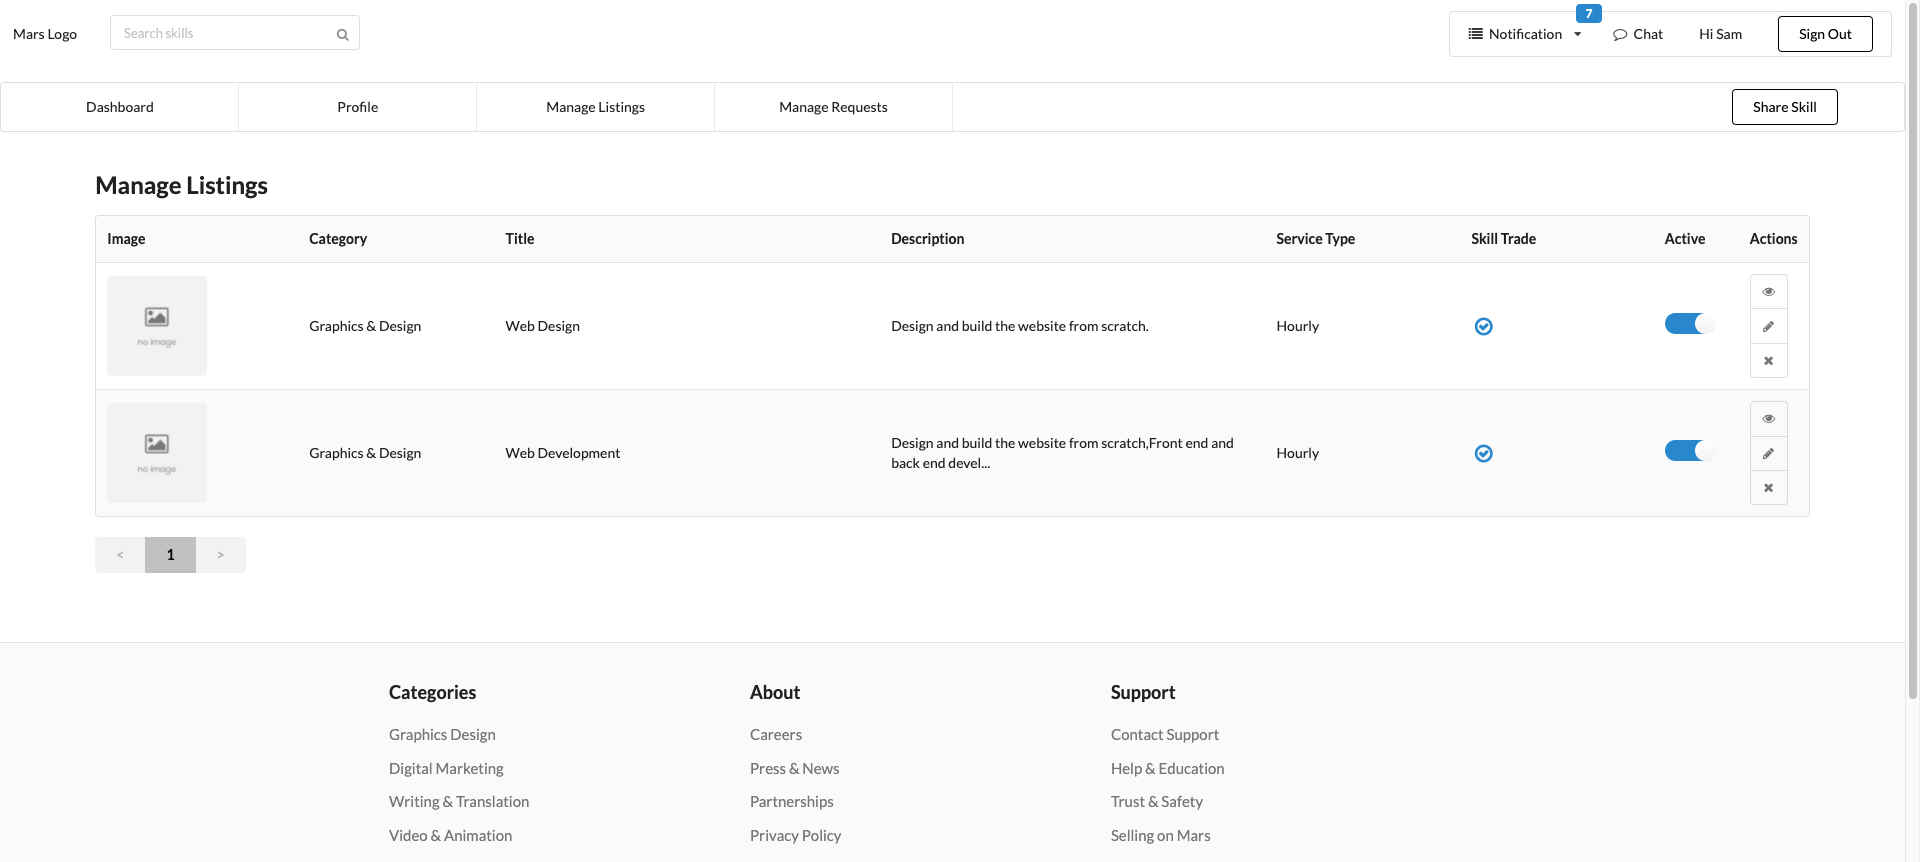 Mars Logo
Search skills
7
Notification
Chat
Hi Sam
Sign Out
Dashboard
Profile
Manage Listings
Manage Requests
Share Skill
Manage Listings
Image Category Title Description Service Type Skill Trade Active Actions
no image
Graphics & Design
Web Design
Design and build the website from scratch.
Hourly
no image
Graphics & Design
Web Development
Design and build the website from scratch,Front end and
back end devel...
Hourly
< 1 >
Categories
Graphics Design
Digital Marketing
Writing & Translation
Video & Animation
About
Careers
Press & News
Partnerships
Privacy Policy
Support
Contact Support
Help & Education
Trust & Safety
Selling on Mars